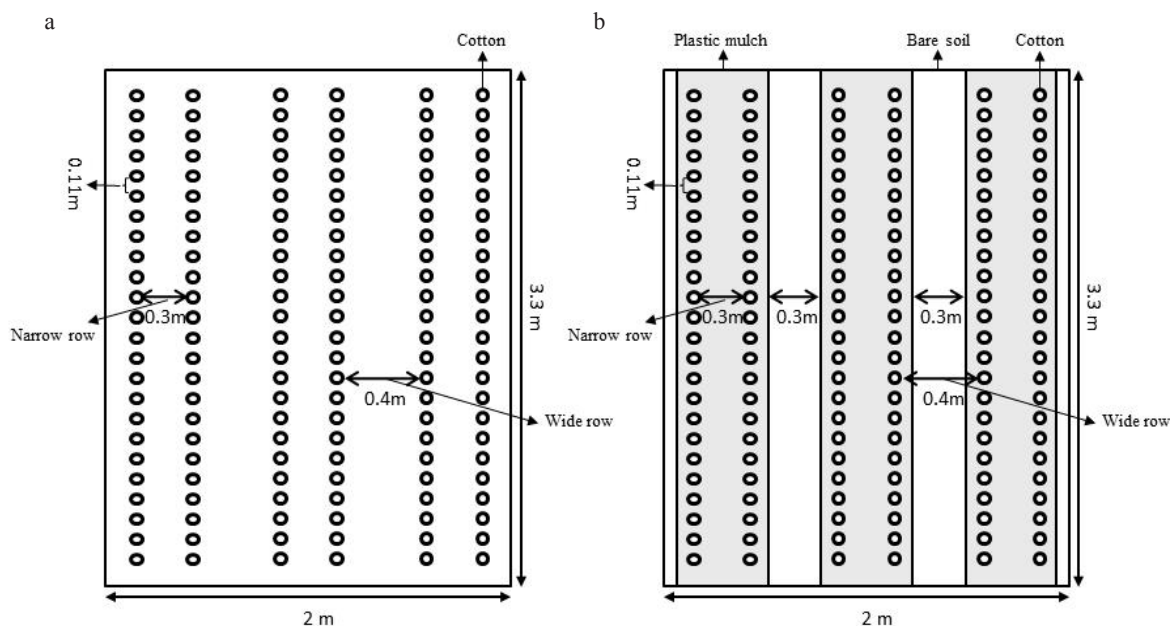 a
Cotton
0.11m
0.3m
Narrow row
0.4m
Wide row
3.3 m
2 m
b
Plastic mulch
Bare soil
Cotton
0.11m
0.3m
0.3m
0.3m
Narrow row
0.4m
Wide row
3.3 m
2 m